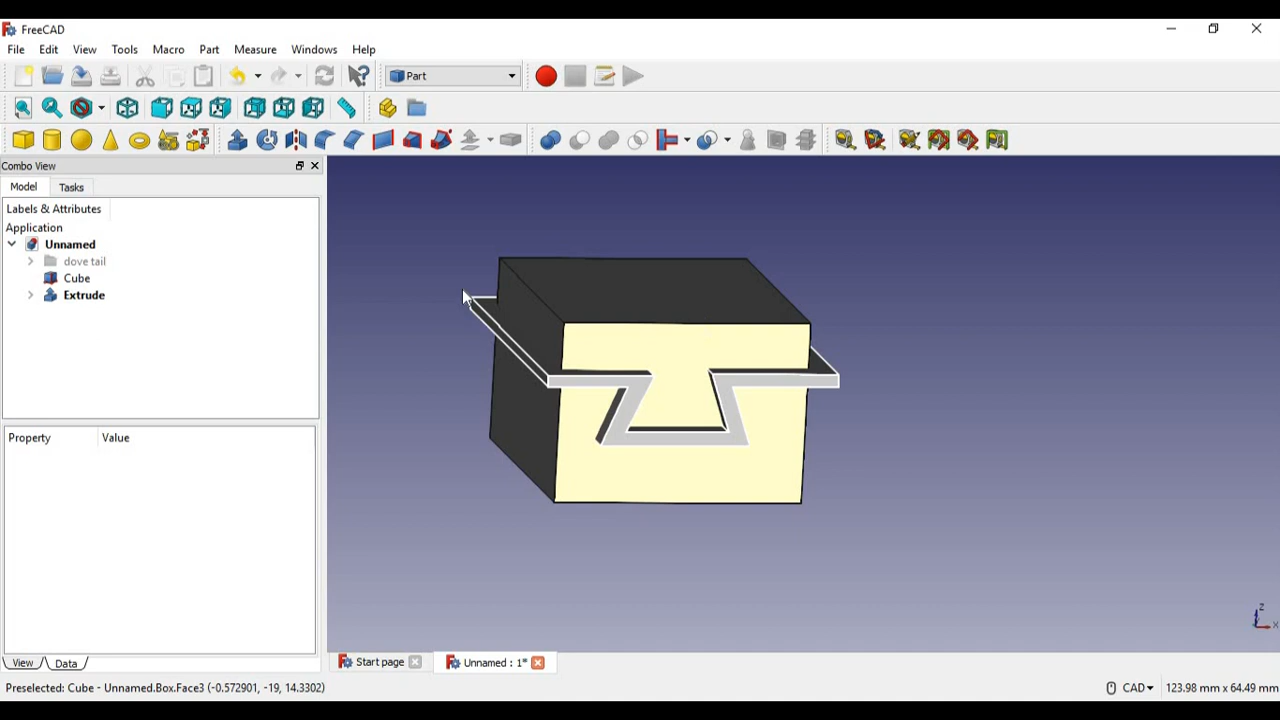 FreeCAD
File Edit View Tools Macro Part Measure Windows Help
Part
Combo View
Model Tasks
Labels & Attributes
Application
Unnamed
dove tail
Cube
Extrude
Property Value
z
x
View Data
Start page Unnamed : 1*
Preselected: Cube - Unnamed.Box.Face3 (-0.572901, -19, 14.3302) CAD 123.98 mm x 64.49 mm